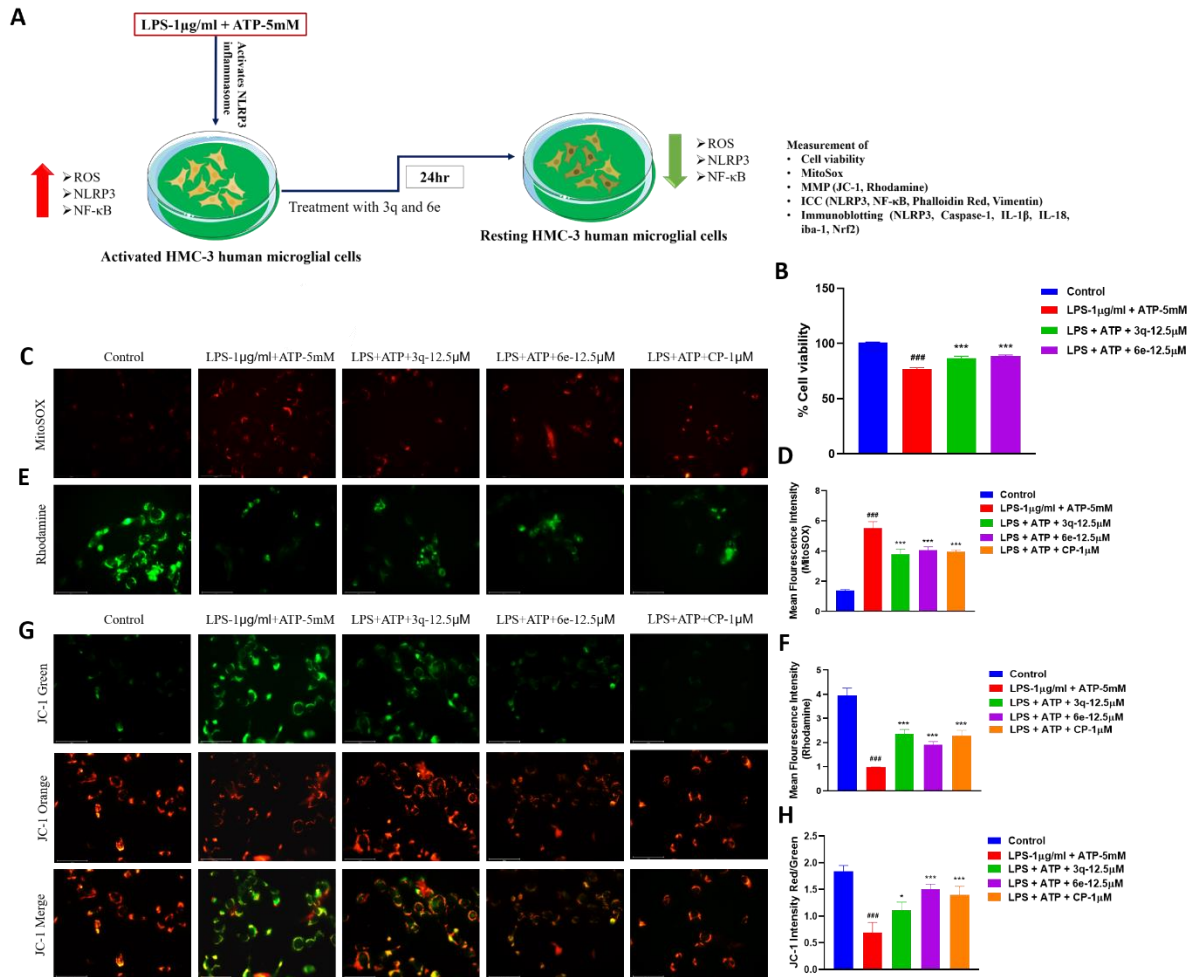 A
LPS-1µg/ml + ATP-5mM
Activates NLRP3
inflammasome
➢ROS
➢NLRP3
➢NF-κB
24hr
Treatment with 3q and 6e
➢ROS
➢NLRP3
➢NF-κB
Activated HMC-3 human microglial cells
Resting HMC-3 human microglial cells
Measurement of
• Cell viability
• MitoSox
• MMP (JC-1, Rhodamine)
• ICC (NLRP3, NF-κB, Phalloidin Red, Vimentin)
• Immunoblotting (NLRP3, Caspase-1, IL-1β, IL-18,
iba-1, Nrf2)
B
% Cell viability
150
100
50
0
###
***
***
Control
LPS-1µg/ml + ATP-5mM
LPS + ATP + 3q-12.5µM
LPS + ATP + 6e-12.5µM
C
Control
LPS-1µg/ml+ATP-5mM
LPS+ATP+3q-12.5µM
LPS+ATP+6e-12.5µM
LPS+ATP+CP-1µM
MitoSOX
D
Mean Flourescence Intensity
(MitoSOX)
8
6
4
2
0
###
***
***
***
Control
LPS-1µg/ml + ATP-5mM
LPS + ATP + 3q-12.5µM
LPS + ATP + 6e-12.5µM
LPS + ATP + CP-1µM
E
Rhodamine
F
Mean Fluorescence Intensity
(Rhodamine)
5
4
3
2
1
0
###
***
***
***
Control
LPS-1µg/ml + ATP-5mM
LPS + ATP + 3q-12.5µM
LPS + ATP + 6e-12.5µM
LPS + ATP + CP-1µM
G
Control
LPS-1µg/ml+ATP-5mM
LPS+ATP+3q-12.5µM
LPS+ATP+6e-12.5µM
LPS+ATP+CP-1µM
JC-1 Green
JC-1 Orange
JC-1 Merge
H
JC-1 Intensity Red/Green
2.5
2.0
1.5
1.0
0.5
0.0
###
*
***
***
Control
LPS-1µg/ml + ATP-5mM
LPS + ATP + 3q-12.5µM
LPS + ATP + 6e-12.5µM
LPS + ATP + CP-1µM